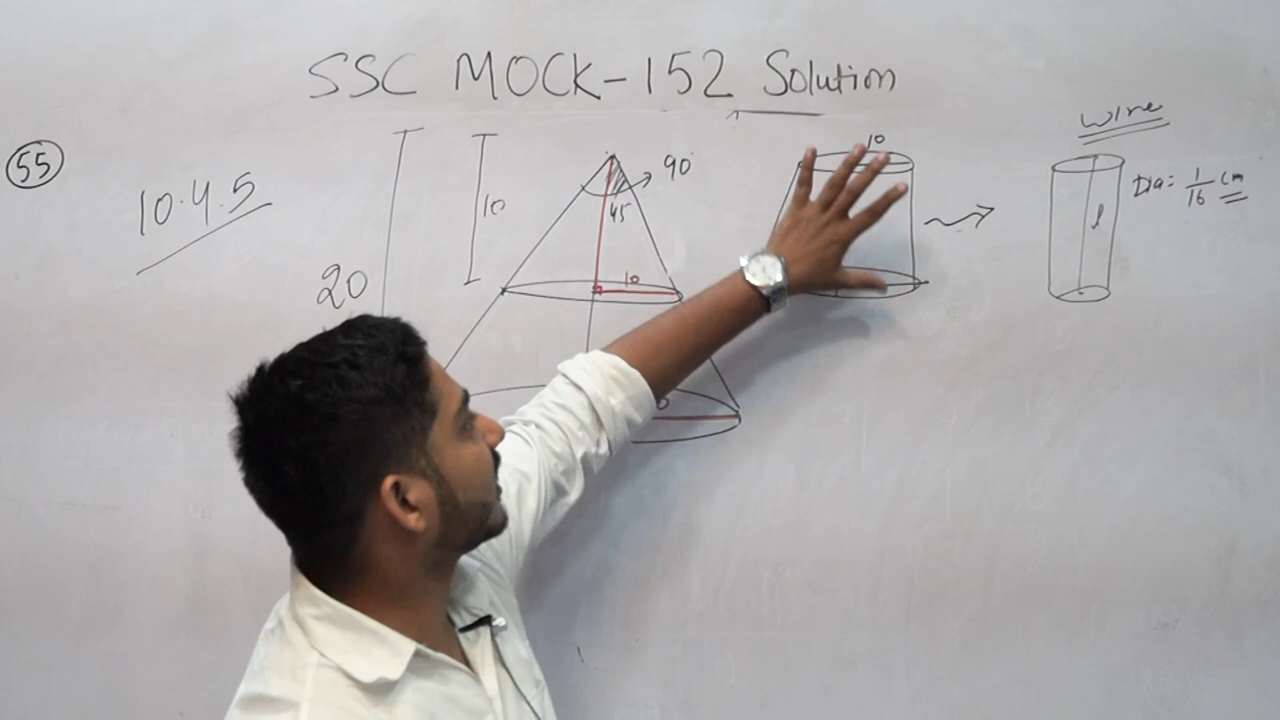 SSC MOCK-152 Solution
55
10.4.5
20
10
90°
45
10
10
wire
Dia = 1/16 cm
l